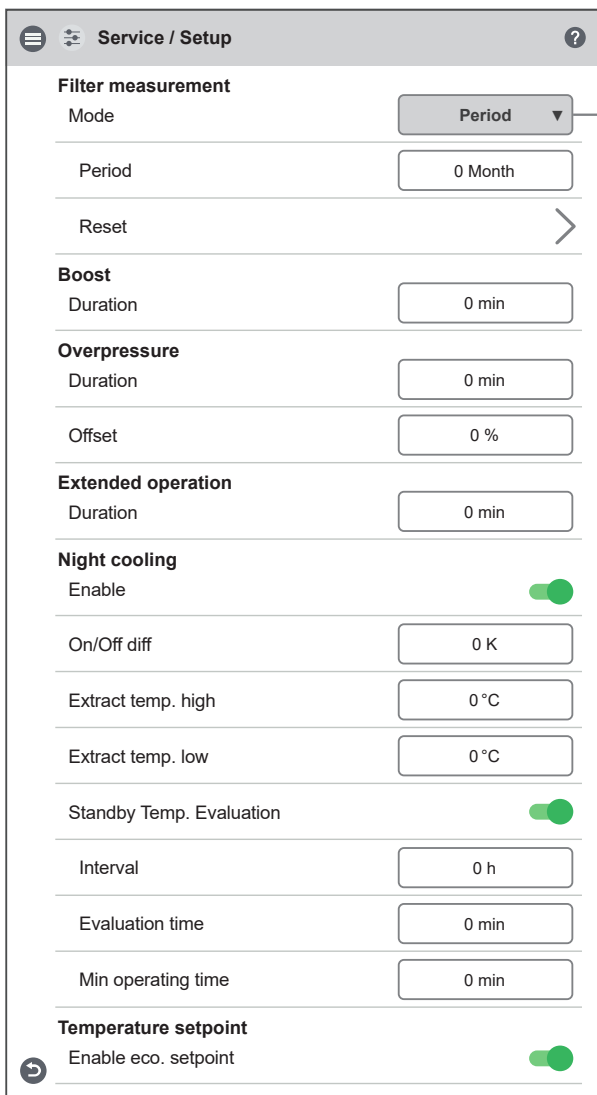 Service / Setup ?
Filter measurement
Mode Period ▼
Period 0 Month
Reset
Boost
Duration 0 min
Overpressure
Duration 0 min
Offset 0 %
Extended operation
Duration 0 min
Night cooling
Enable
On/Off diff 0 K
Extract temp. high 0 °C
Extract temp. low 0 °C
Standby Temp. Evaluation
Interval 0 h
Evaluation time 0 min
Min operating time 0 min
Temperature setpoint
Enable eco. setpoint